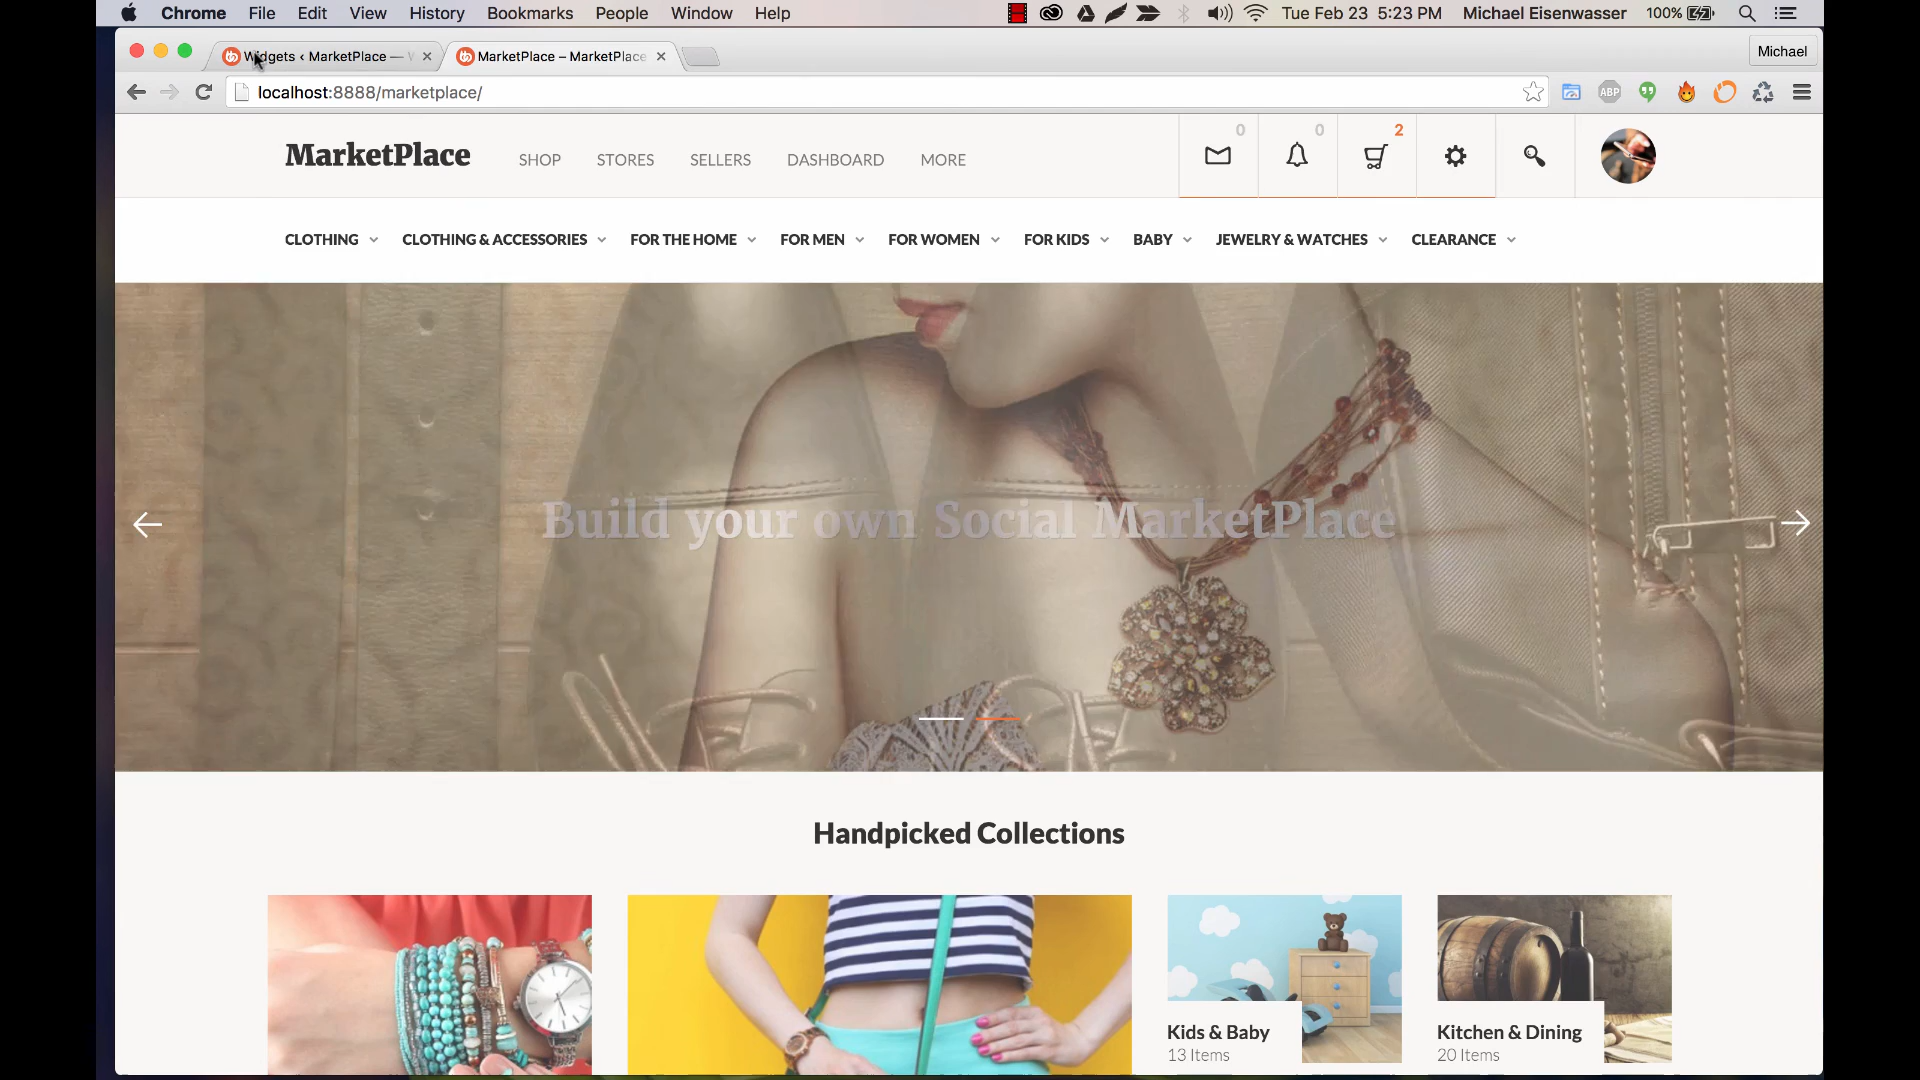 Chrome File Edit View History Bookmarks People Window Help Tue Feb 23 5:23 PM Michael Eisenwasser 100%
Widgets ‹ MarketPlace — W MarketPlace – MarketPlace Michael
localhost:8888/marketplace/ ABP
MarketPlace SHOP STORES SELLERS DASHBOARD MORE 0 0 2
CLOTHING CLOTHING & ACCESSORIES FOR THE HOME FOR MEN FOR WOMEN FOR KIDS BABY JEWELRY & WATCHES CLEARANCE
Build your own Social MarketPlace
Handpicked Collections
Kids & Baby
13 Items
Kitchen & Dining
20 Items